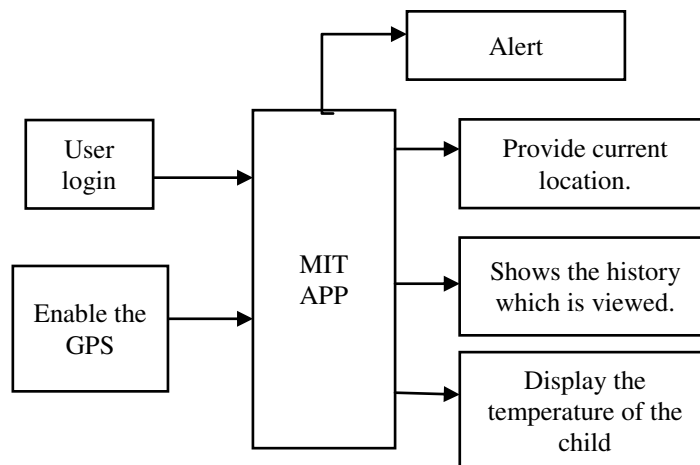 Alert
User
login
Provide current
location.
MIT
APP
Shows the history
which is viewed.
Enable the
GPS
Display the
temperature of the
child